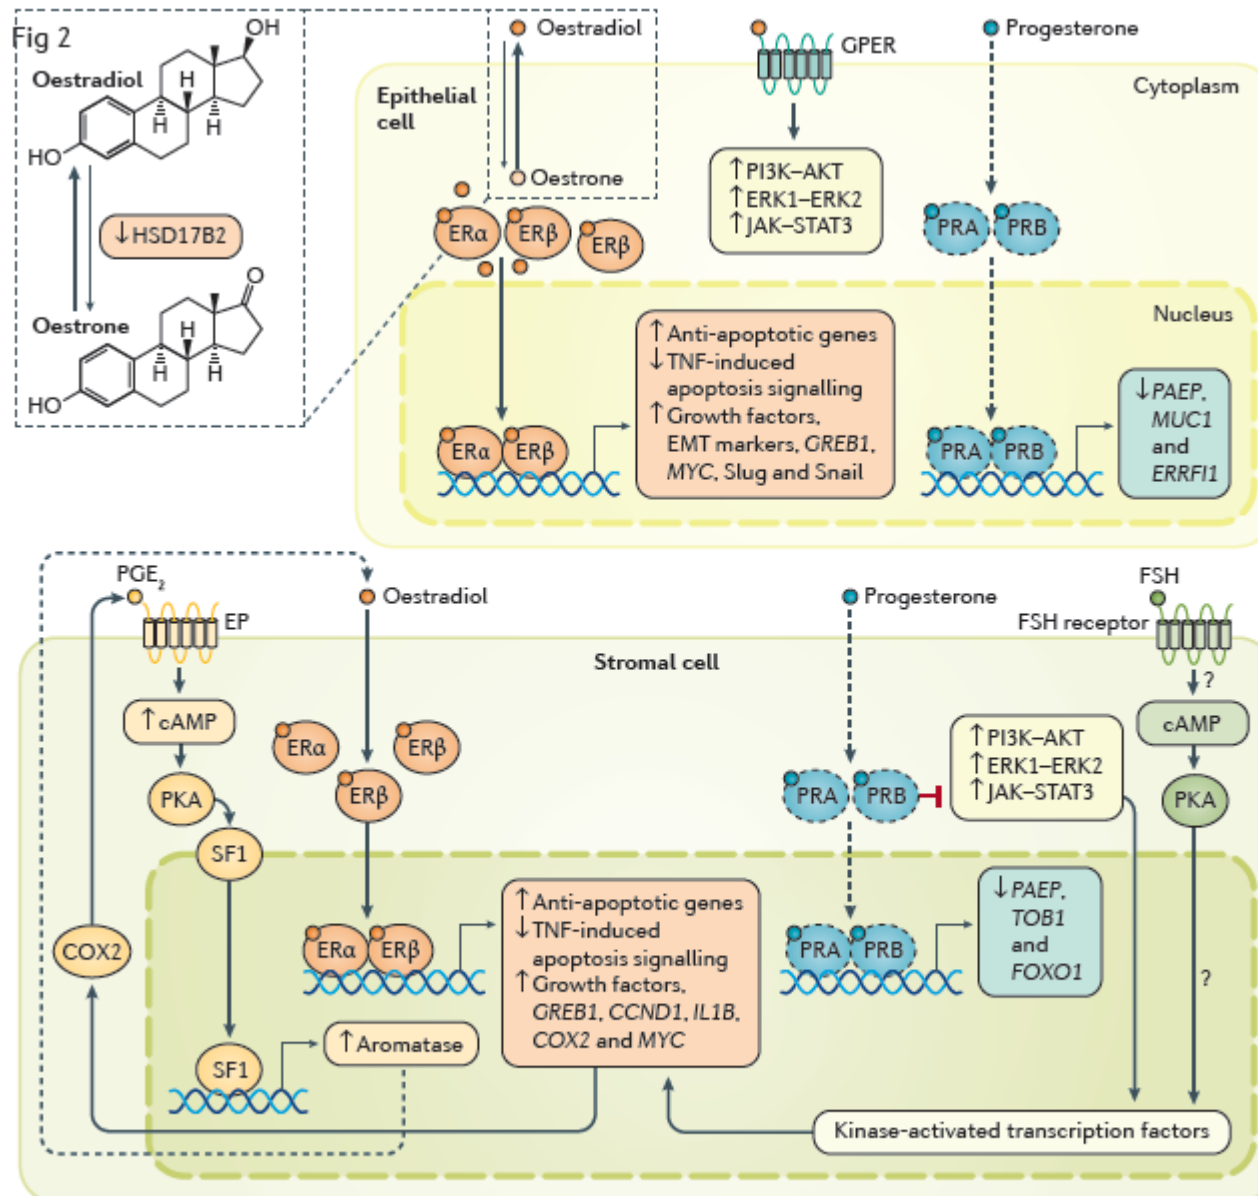 Fig 2
OH
Oestradiol
H
H
H
HO
↓HSD17B2
O
Oestrone
H
H
H
HO
Oestradiol
Oestrone
GPER
Progesterone
Epithelial
cell
Cytoplasm
↑PI3K–AKT
↑ERK1–ERK2
↑JAK–STAT3
ERα
ERβ
ERβ
PRA
PRB
Nucleus
↑Anti-apoptotic genes
↓TNF-induced
apoptosis signalling
↑Growth factors,
EMT markers, GREB1,
MYC, Slug and Snail
ERα
ERβ
PRA
PRB
↓PAEP,
MUC1
and
ERRFI1
PGE₂
EP
Oestradiol
Progesterone
FSH
FSH receptor
Stromal cell
?
↑cAMP
PKA
SF1
ERα
ERβ
ERβ
PRA
PRB
↑PI3K–AKT
↑ERK1–ERK2
↑JAK–STAT3
cAMP
PKA
COX2
ERα
ERβ
↑Anti-apoptotic genes
↓TNF-induced
apoptosis signalling
↑Growth factors,
GREB1, CCND1, IL1B,
COX2 and MYC
PRA
PRB
↓PAEP,
TOB1
and
FOXO1
?
SF1
↑Aromatase
Kinase-activated transcription factors